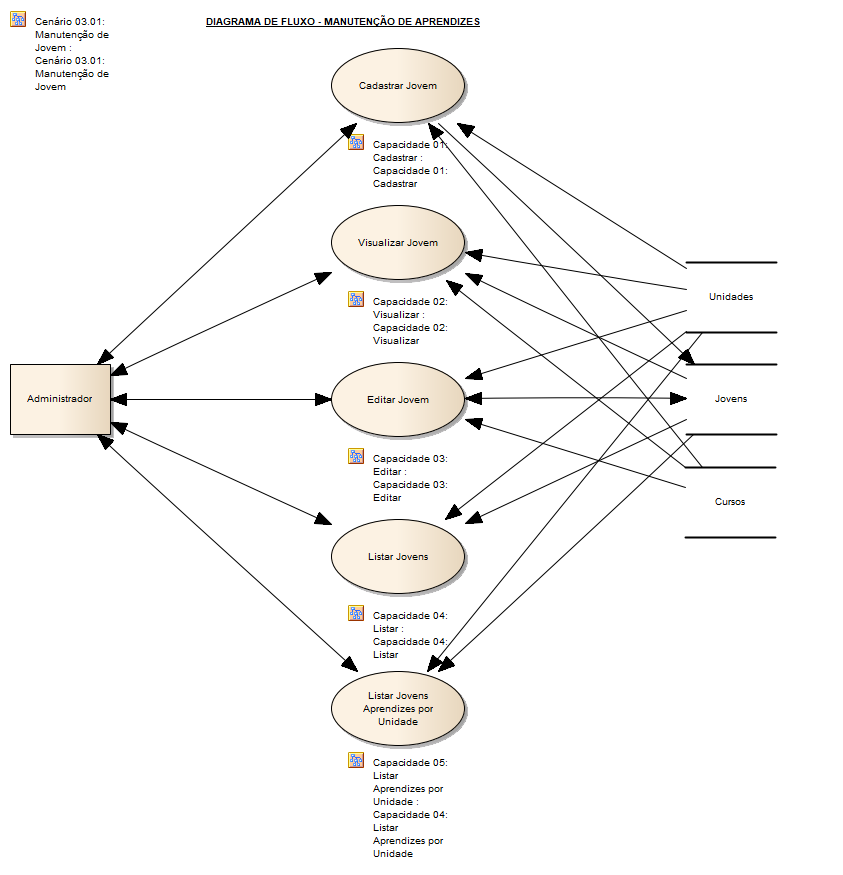 Cenário 03.01:
Manutenção de
Jovem :
Cenário 03.01:
Manutenção de
Jovem
DIAGRAMA DE FLUXO - MANUTENÇÃO DE APRENDIZES
Cadastrar Jovem
Capacidade 01:
Cadastrar :
Capacidade 01:
Cadastrar
Visualizar Jovem
Capacidade 02:
Visualizar :
Capacidade 02:
Visualizar
Unidades
Administrador
Editar Jovem
Jovens
Capacidade 03:
Editar :
Capacidade 03:
Editar
Cursos
Listar Jovens
Capacidade 04:
Listar :
Capacidade 04:
Listar
Listar Jovens
Aprendizes por
Unidade
Capacidade 05:
Listar
Aprendizes por
Unidade :
Capacidade 04:
Listar
Aprendizes por
Unidade